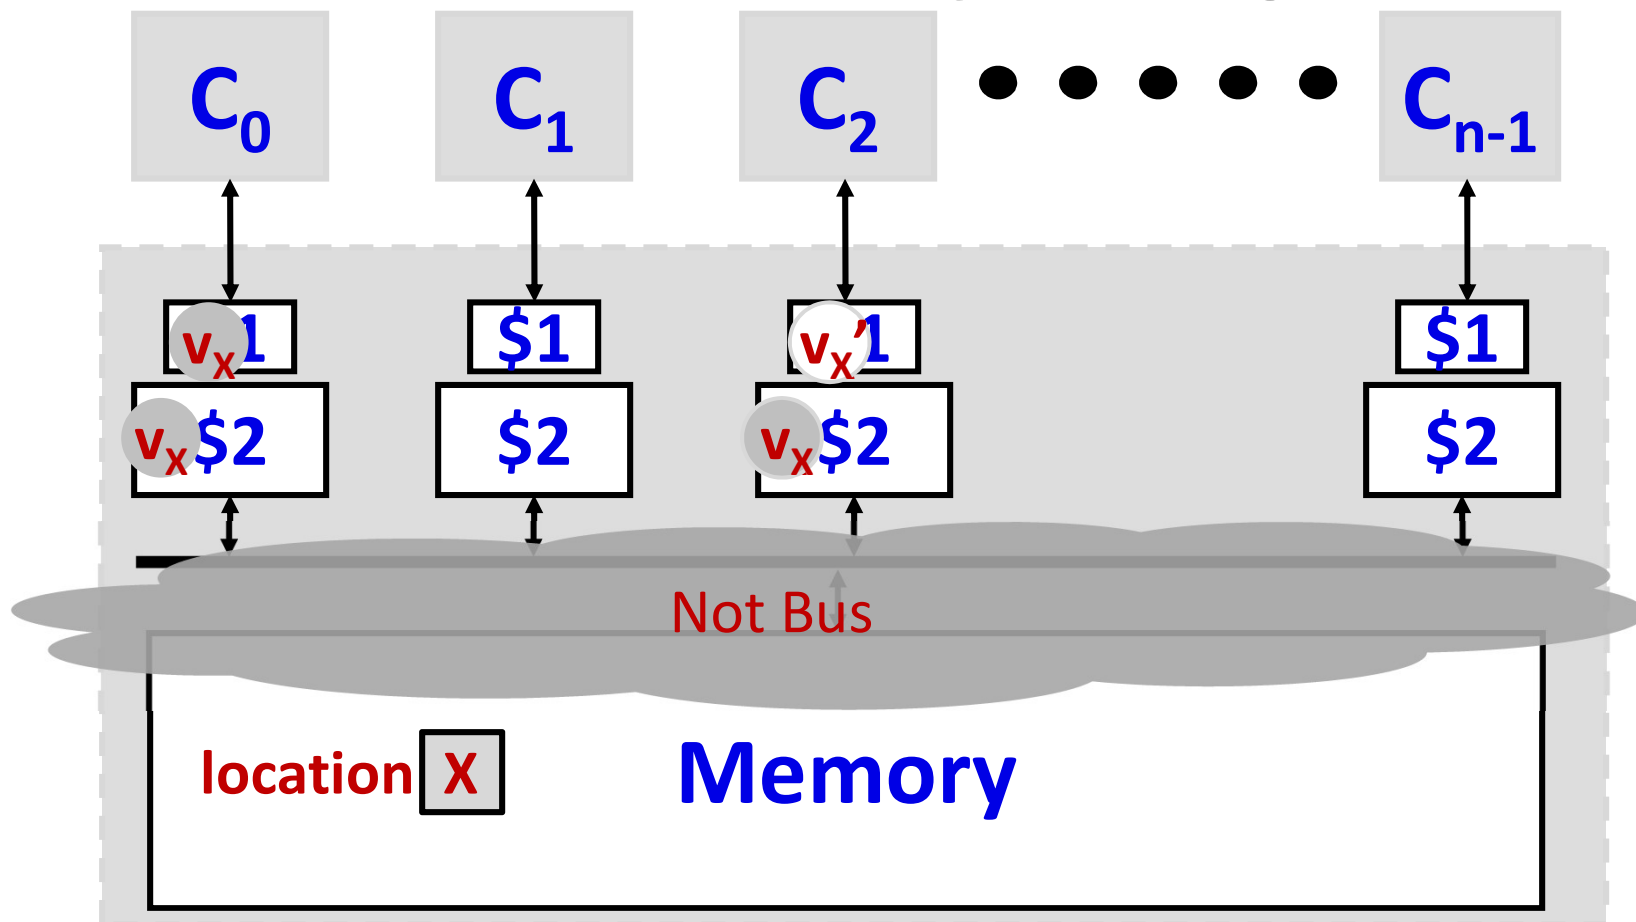 C₀ C₁ C₂ Cₙ₋₁
vₓ1 $1 vₓ’1 $1
vₓ $2 $2 vₓ $2 $2
Not Bus
location X Memory